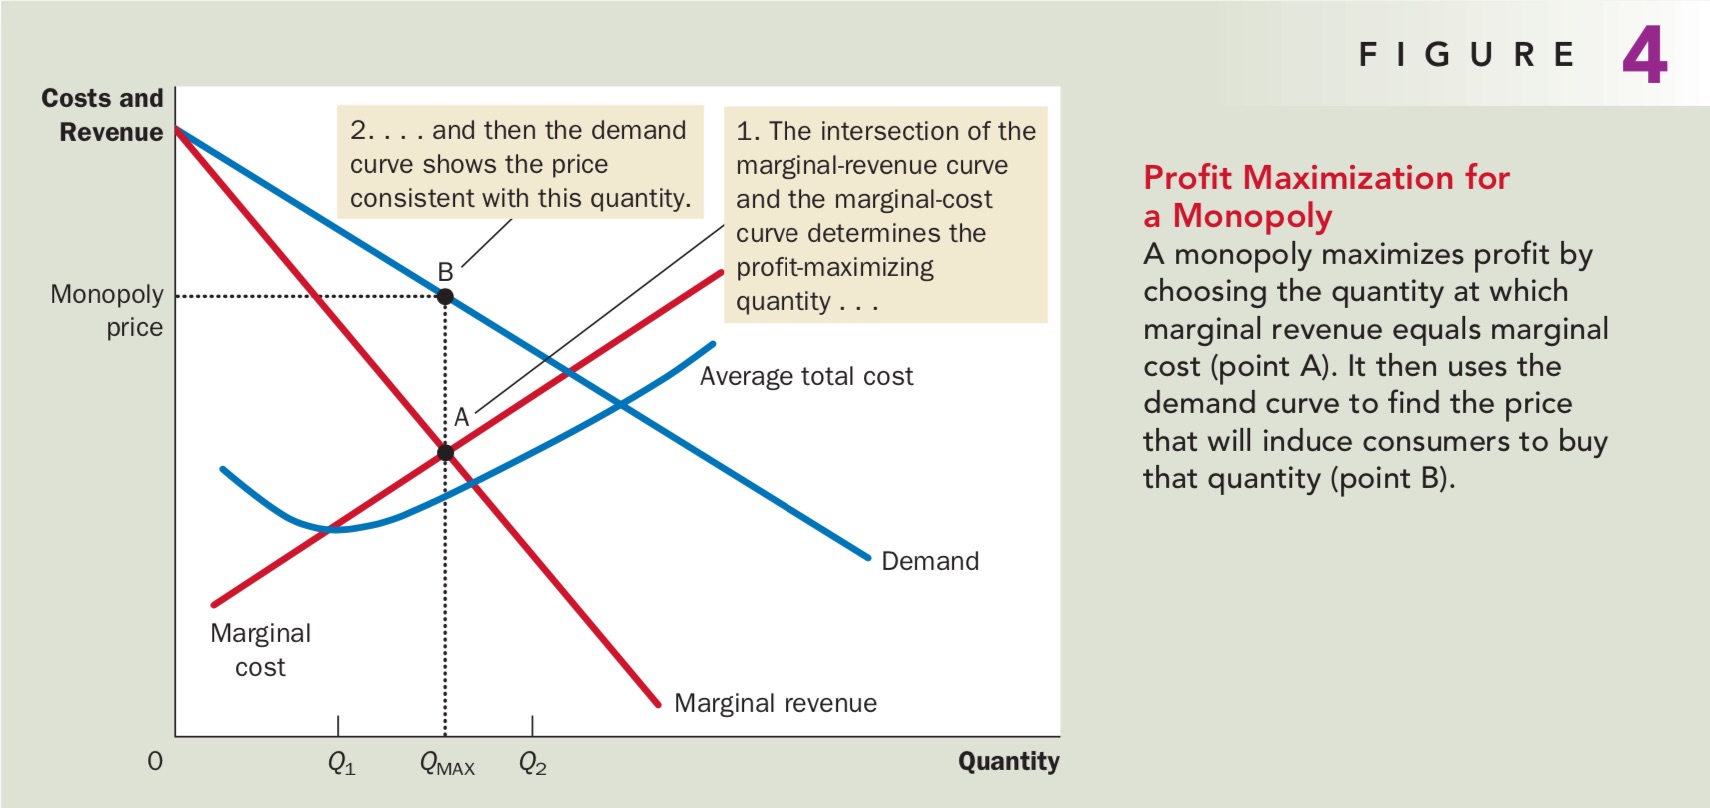 FIGURE 4
Costs and
Revenue
2. . . . and then the demand
curve shows the price
consistent with this quantity.
1. The intersection of the
marginal-revenue curve
and the marginal-cost
curve determines the
profit-maximizing
quantity . . .
B
Monopoly
price
A
Average total cost
Demand
Marginal
cost
Marginal revenue
0
Q1
QMAX
Q2
Quantity
Profit Maximization for
a Monopoly
A monopoly maximizes profit by
choosing the quantity at which
marginal revenue equals marginal
cost (point A). It then uses the
demand curve to find the price
that will induce consumers to buy
that quantity (point B).